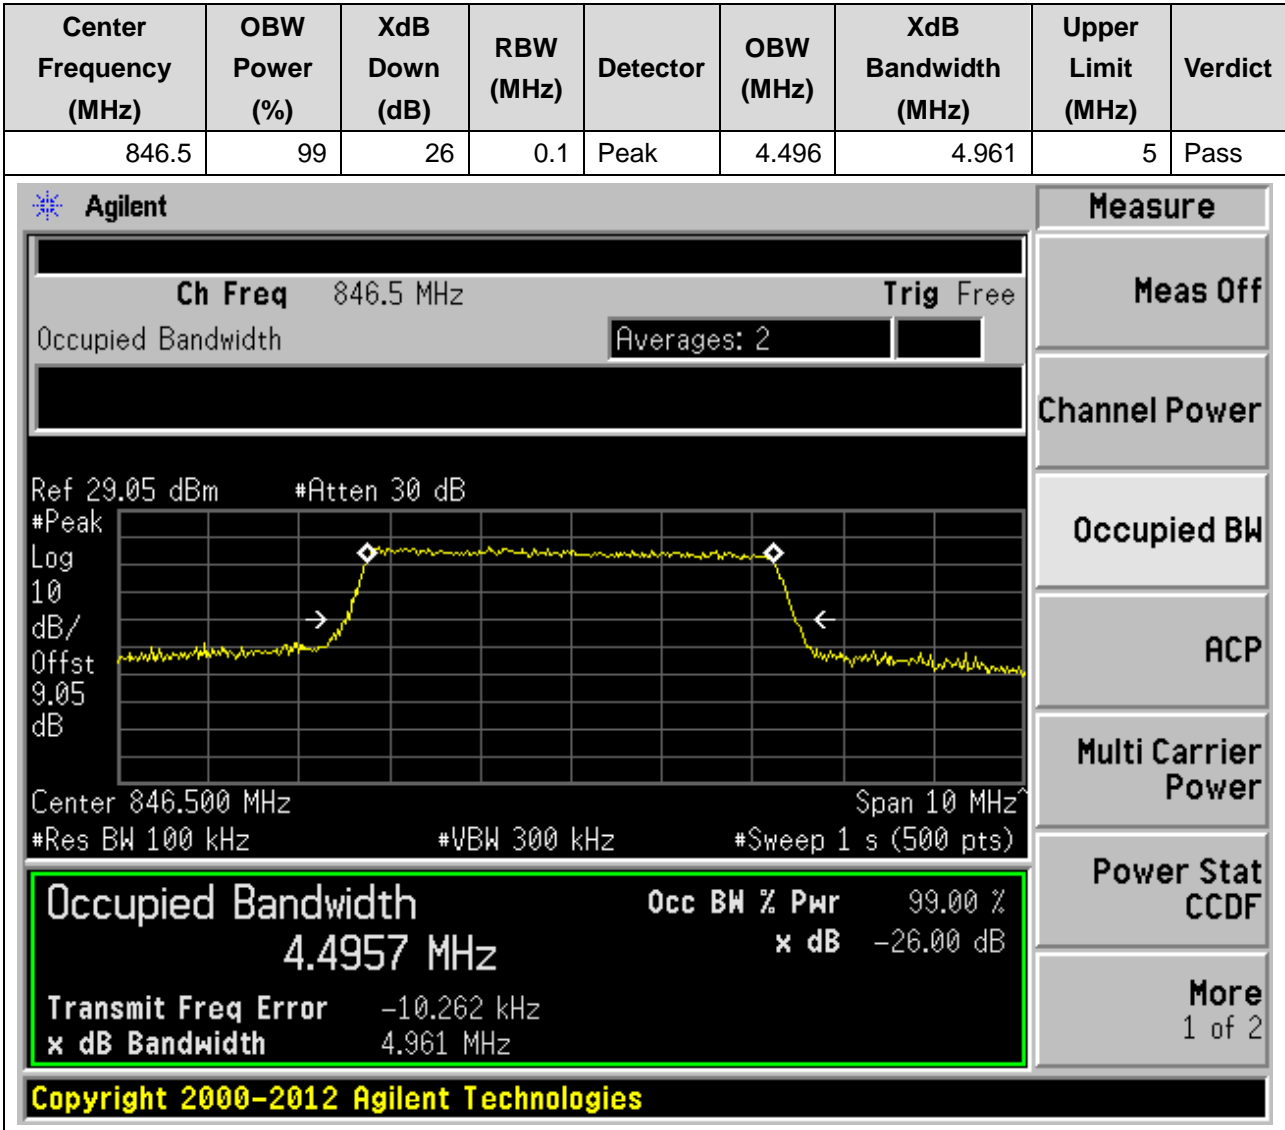 Center Frequency (MHz) OBW Power (%) XdB Down (dB) RBW (MHz) Detector OBW (MHz) XdB Bandwidth (MHz) Upper Limit (MHz) Verdict
846.5 99 26 0.1 Peak 4.496 4.961 5 Pass
Agilent
Measure
Ch Freq 846.5 MHz Trig Free
Meas Off
Occupied Bandwidth Averages: 2
Channel Power
Ref 29.05 dBm #Atten 30 dB
#Peak
Log
10
dB/
Offst
9.05
dB
Occupied BW
ACP
Multi Carrier
Power
Center 846.500 MHz Span 10 MHz^
#Res BW 100 kHz #VBW 300 kHz #Sweep 1 s (500 pts)
Power Stat
CCDF
Occupied Bandwidth Occ BW % Pwr 99.00 %
4.4957 MHz x dB -26.00 dB
Transmit Freq Error -10.262 kHz
x dB Bandwidth 4.961 MHz
More
1 of 2
Copyright 2000-2012 Agilent Technologies